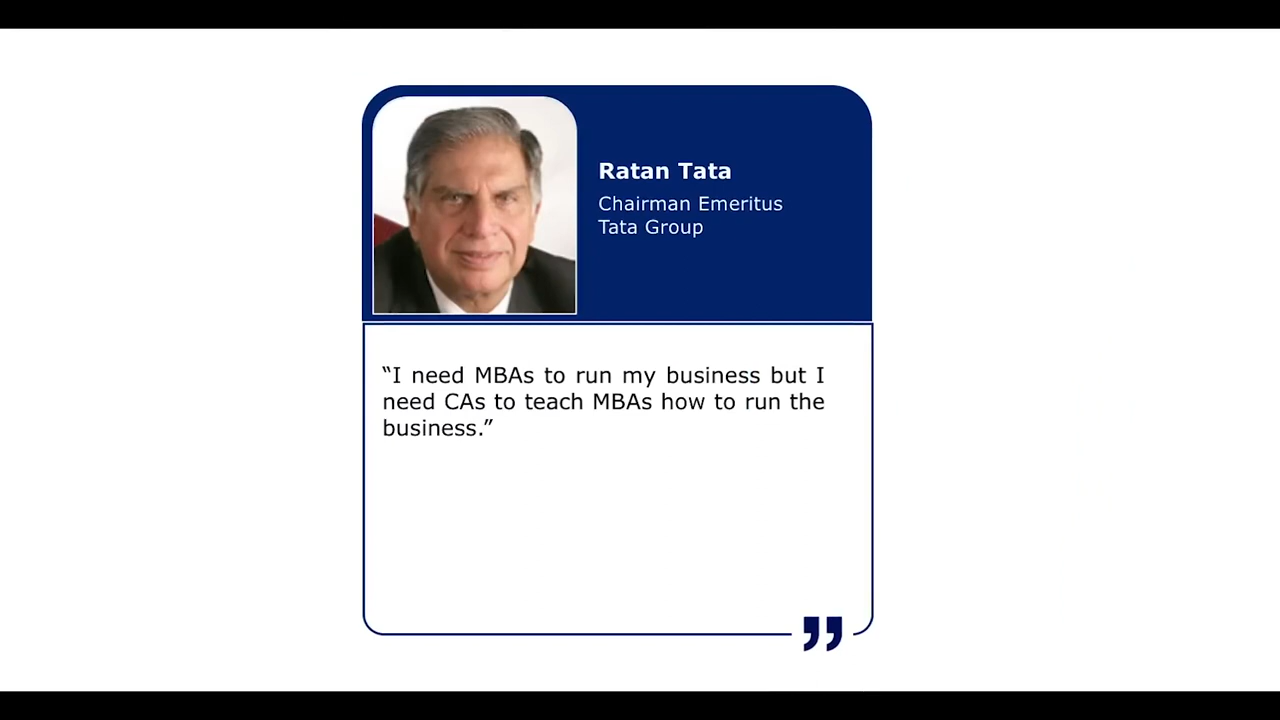 Ratan Tata
Chairman Emeritus
Tata Group
“I need MBAs to run my business but I
need CAs to teach MBAs how to run the
business.”
”